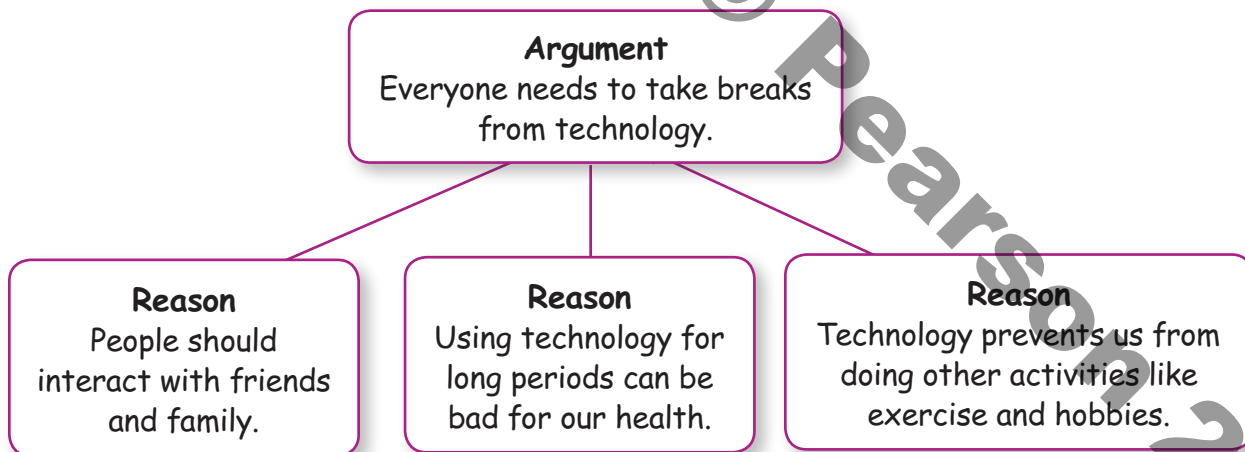 Argument
Everyone needs to take breaks
from technology.
Reason
People should
interact with friends
and family.
Reason
Using technology for
long periods can be
bad for our health.
Reason
Technology prevents us from
doing other activities like
exercise and hobbies.
© Pearson 2